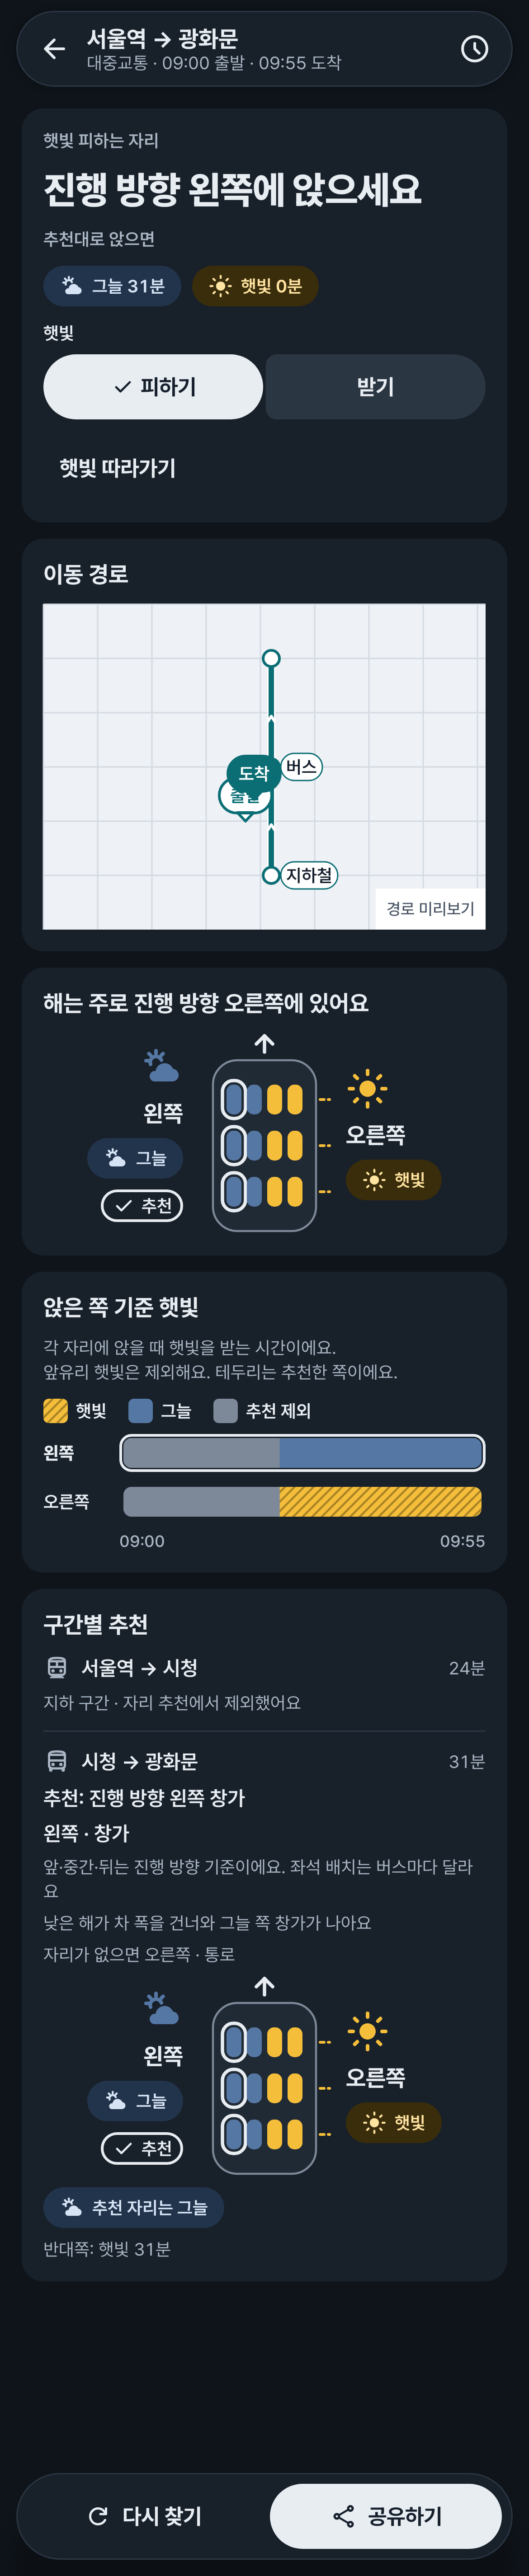 서울역 → 광화문
대중교통 · 09:00 출발 · 09:55 도착
햇빛 피하는 자리
진행 방향 왼쪽에 앉으세요
추천대로 앉으면
그늘 31분
햇빛 0분
햇빛
피하기
받기
햇빛 따라가기
이동 경로
도착
버스
출발
지하철
경로 미리보기
해는 주로 진행 방향 오른쪽에 있어요
왼쪽
그늘
추천
오른쪽
햇빛
앉은 쪽 기준 햇빛
각 자리에 앉을 때 햇빛을 받는 시간이에요.
앞유리 햇빛은 제외해요. 테두리는 추천한 쪽이에요.
햇빛 그늘 추천 제외
왼쪽
오른쪽
09:00 09:55
구간별 추천
서울역 → 시청 24분
지하 구간 · 자리 추천에서 제외했어요
시청 → 광화문 31분
추천: 진행 방향 왼쪽 창가
왼쪽 · 창가
앞·중간·뒤는 진행 방향 기준이에요. 좌석 배치는 버스마다 달라
요
낮은 해가 차 폭을 건너와 그늘 쪽 창가가 나아요
자리가 없으면 오른쪽 · 통로
왼쪽
그늘
추천
오른쪽
햇빛
추천 자리는 그늘
반대쪽: 햇빛 31분
다시 찾기
공유하기